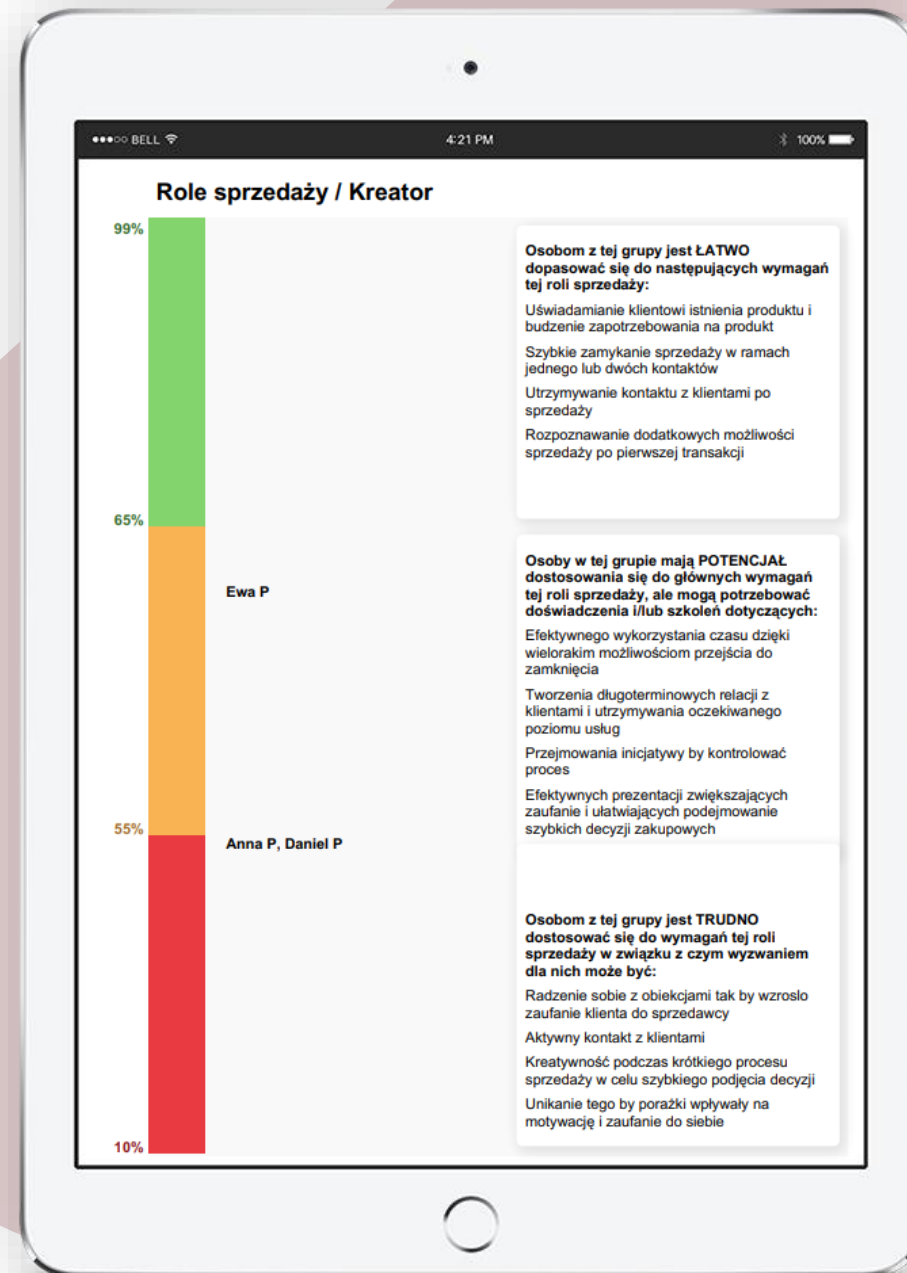 BELL
4:21 PM
100%
Role sprzedaży / Kreator
99%
Osobom z tej grupy jest ŁATWO
dopasować się do następujących wymagań
tej roli sprzedaży:
Uświadamianie klientowi istnienia produktu i
budzenie zapotrzebowania na produkt
Szybkie zamykanie sprzedaży w ramach
jednego lub dwóch kontaktów
Utrzymywanie kontaktu z klientami po
sprzedaży
Rozpoznawanie dodatkowych możliwości
sprzedaży po pierwszej transakcji
65%
Ewa P
Osoby w tej grupie mają POTENCJAŁ
dostosowania się do głównych wymagań
tej roli sprzedaży, ale mogą potrzebować
doświadczenia i/lub szkoleń dotyczących:
Efektywnego wykorzystania czasu dzięki
wielorakim możliwościom przejścia do
zamknięcia
Tworzenia długoterminowych relacji z
klientami i utrzymywania oczekiwanego
poziomu usług
Przejmowania inicjatywy by kontrolować
proces
Efektywnych prezentacji zwiększających
zaufanie i ułatwiających podejmowanie
szybkich decyzji zakupowych
55%
Anna P, Daniel P
Osobom z tej grupy jest TRUDNO
dostosować się do wymagań tej roli
sprzedaży w związku z czym wyzwaniem
dla nich może być:
Radzenie sobie z obiekcjami tak by wzroslo
zaufanie klienta do sprzedawcy
Aktywny kontakt z klientami
Kreatywność podczas krótkiego procesu
sprzedaży w celu szybkiego podjęcia decyzji
Unikanie tego by porażki wpływały na
motywację i zaufanie do siebie
10%